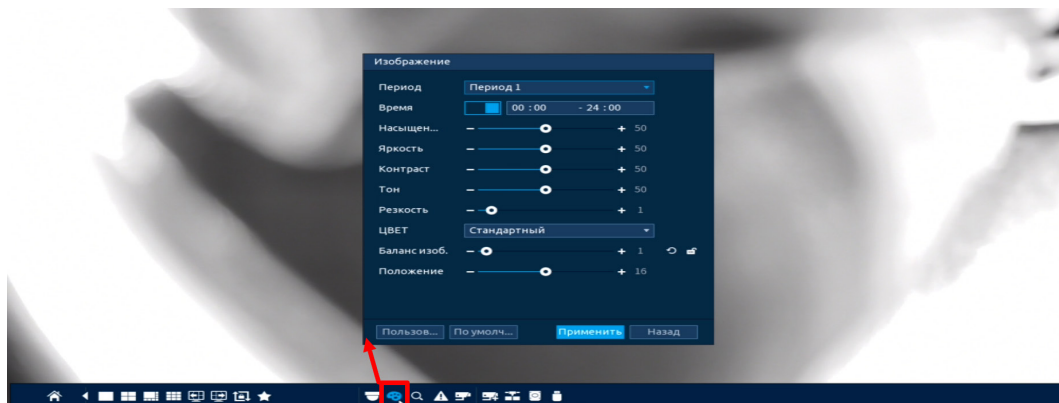 Изображение
Период Период 1
Время 00 : 00 - 24 : 00
Насыщен... - + 50
Яркость - + 50
Контраст - + 50
Тон - + 50
Резкость - + 1
ЦВЕТ Стандартный
Баланс изоб. - + 1
Положение - + 16
Пользов... По умолч... Применить Назад